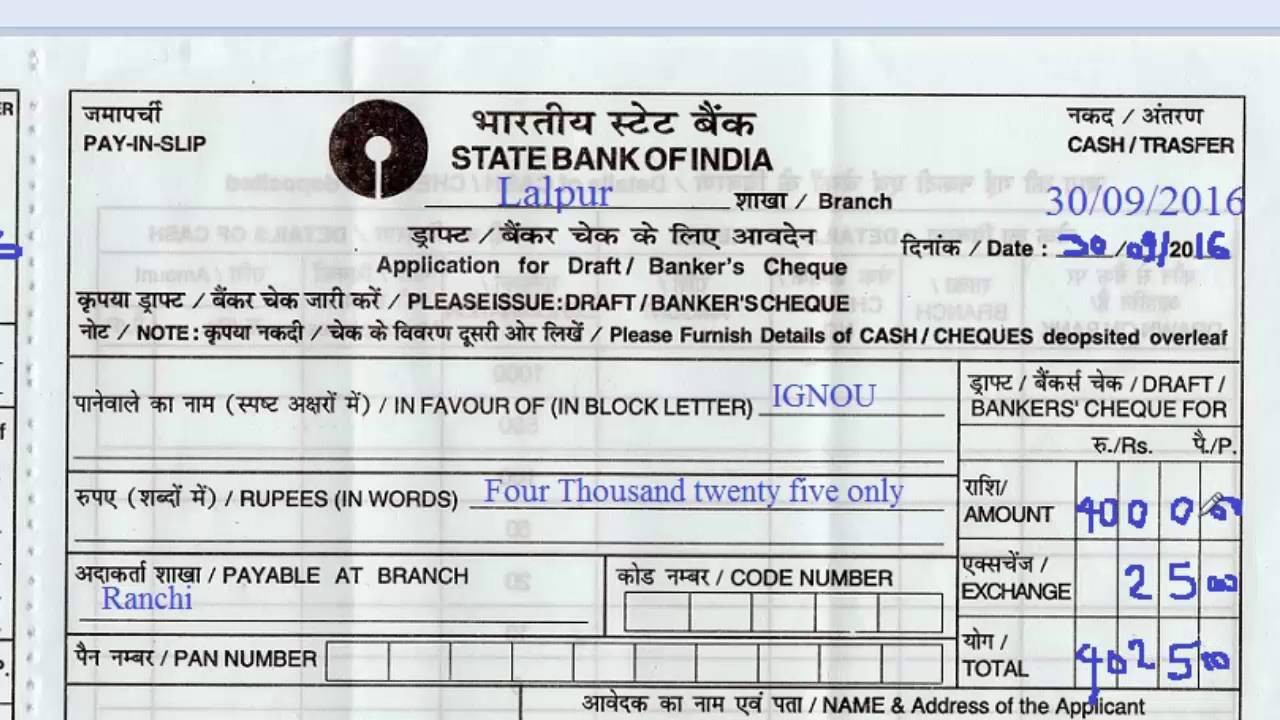 जमापर्ची
PAY-IN-SLIP
भारतीय स्टेट बैंक
STATE BANK OF INDIA
Lalpur शाखा / Branch
नकद / अंतरण
CASH / TRASFER
30/09/2016
दिनांक / Date : 30 / 09 / 2016
ड्राफ्ट / बैंकर चेक के लिए आवदेन
Application for Draft / Banker's Cheque
कृपया ड्राफ्ट / बैंकर चेक जारी करें / PLEASE ISSUE : DRAFT / BANKER'S CHEQUE
नोट / NOTE : कृपया नकदी / चेक के विवरण दूसरी ओर लिखें / Please Furnish Details of CASH / CHEQUES deopsited overleaf
पानेवाले का नाम (स्पष्ट अक्षरों में) / IN FAVOUR OF (IN BLOCK LETTER) IGNOU
ड्राफ्ट / बैंकर्स चेक / DRAFT /
BANKERS' CHEQUE FOR
रु./Rs. पै./P.
रुपए (शब्दों में) / RUPEES (IN WORDS) Four Thousand twenty five only
राशि/
AMOUNT 4000 00
अदाकर्ता शाखा / PAYABLE AT BRANCH
Ranchi
कोड नम्बर / CODE NUMBER
एक्सचेंज /
EXCHANGE 25 00
पैन नम्बर / PAN NUMBER
योग /
TOTAL 4025 00
आवेदक का नाम एवं पता / NAME & Address of the Applicant